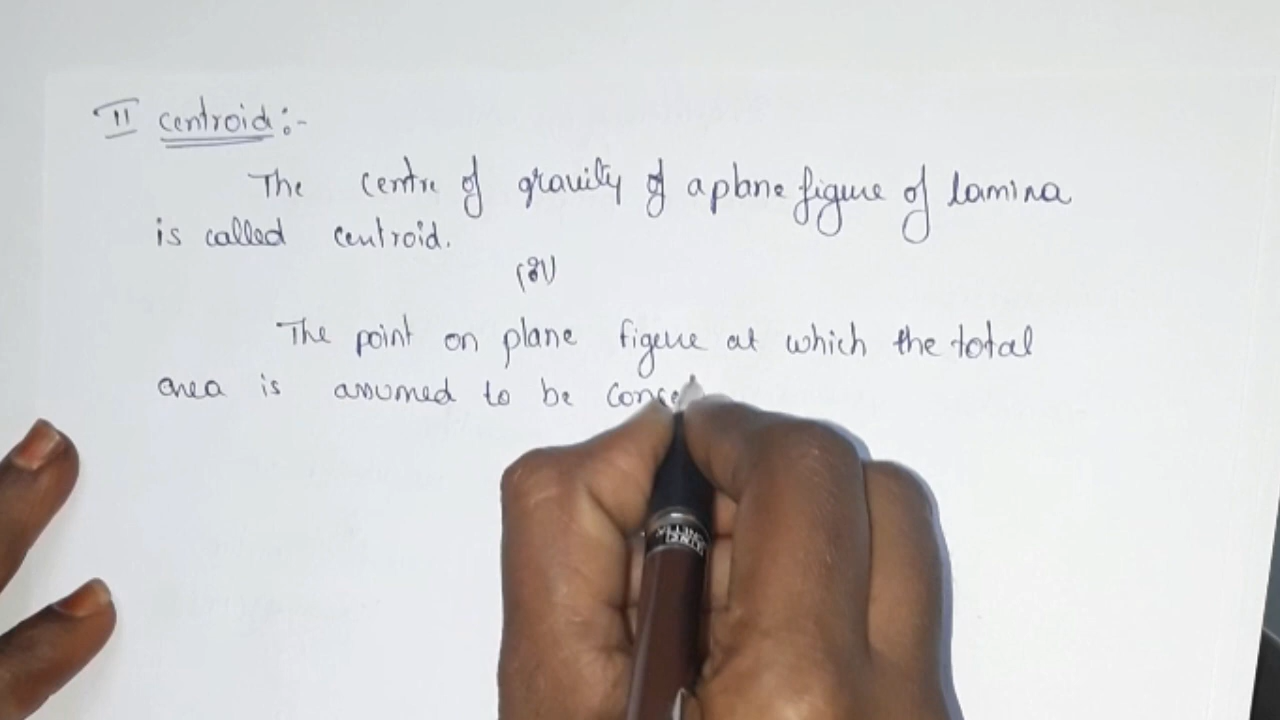 II centroid:-
The centre of gravity of a plane figure of lamina
is called centroid.
(or)
The point on plane figure at which the total
area is assumed to be conce